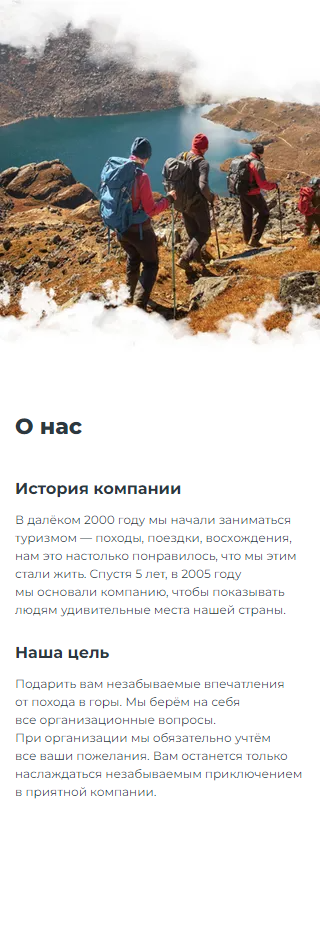 О нас
История компании
В далёком 2000 году мы начали заниматься
туризмом — походы, поездки, восхождения,
нам это настолько понравилось, что мы этим
стали жить. Спустя 5 лет, в 2005 году
мы основали компанию, чтобы показывать
людям удивительные места нашей страны.
Наша цель
Подарить вам незабываемые впечатления
от похода в горы. Мы берём на себя
все организационные вопросы.
При организации мы обязательно учтём
все ваши пожелания. Вам останется только
наслаждаться незабываемым приключением
в приятной компании.